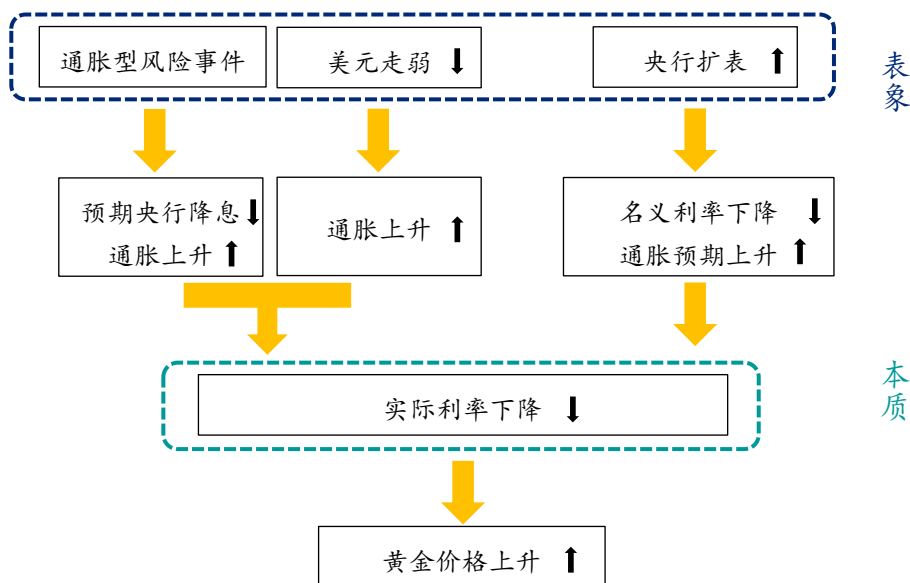 通胀型风险事件
美元走弱
央行扩表
表象
预期央行降息
通胀上升
通胀上升
名义利率下降
通胀预期上升
本质
实际利率下降
黄金价格上升